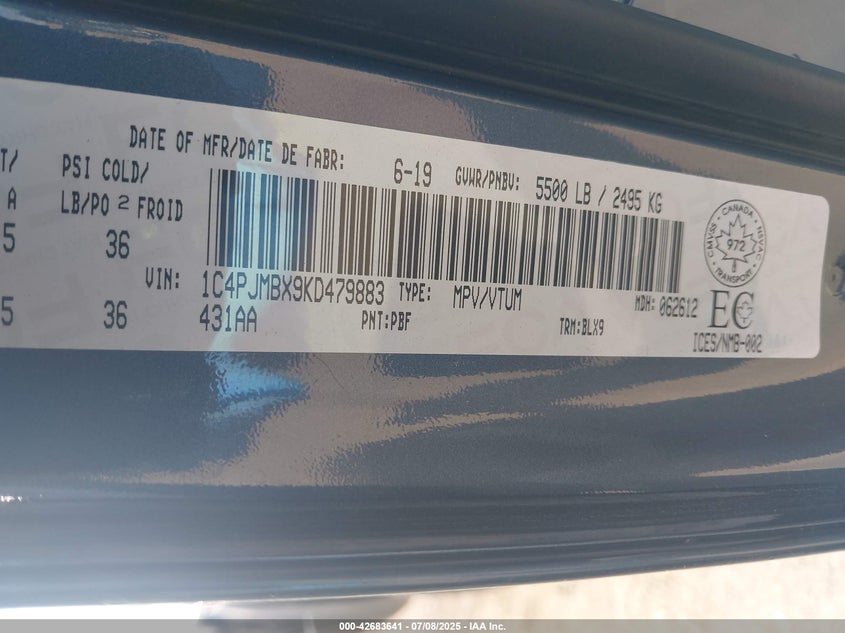 DATE OF MFR/DATE DE FABR: 6-19 GVWR/PNBV: 5500 LB / 2495 KG
T/ PSI COLD/
A LB/PO 2 FROID
5 36
VIN: 1C4PJMBX9KD479883 TYPE: MPV/VTUM MDH: 062612
5 36 431AA PNT:PBF TRM:BLX9
CMVSS · CANADA · NSVAC
972
TRANSPORT
EC
ICES/NMB-002
000-42683641 - 07/08/2025 - IAA Inc.